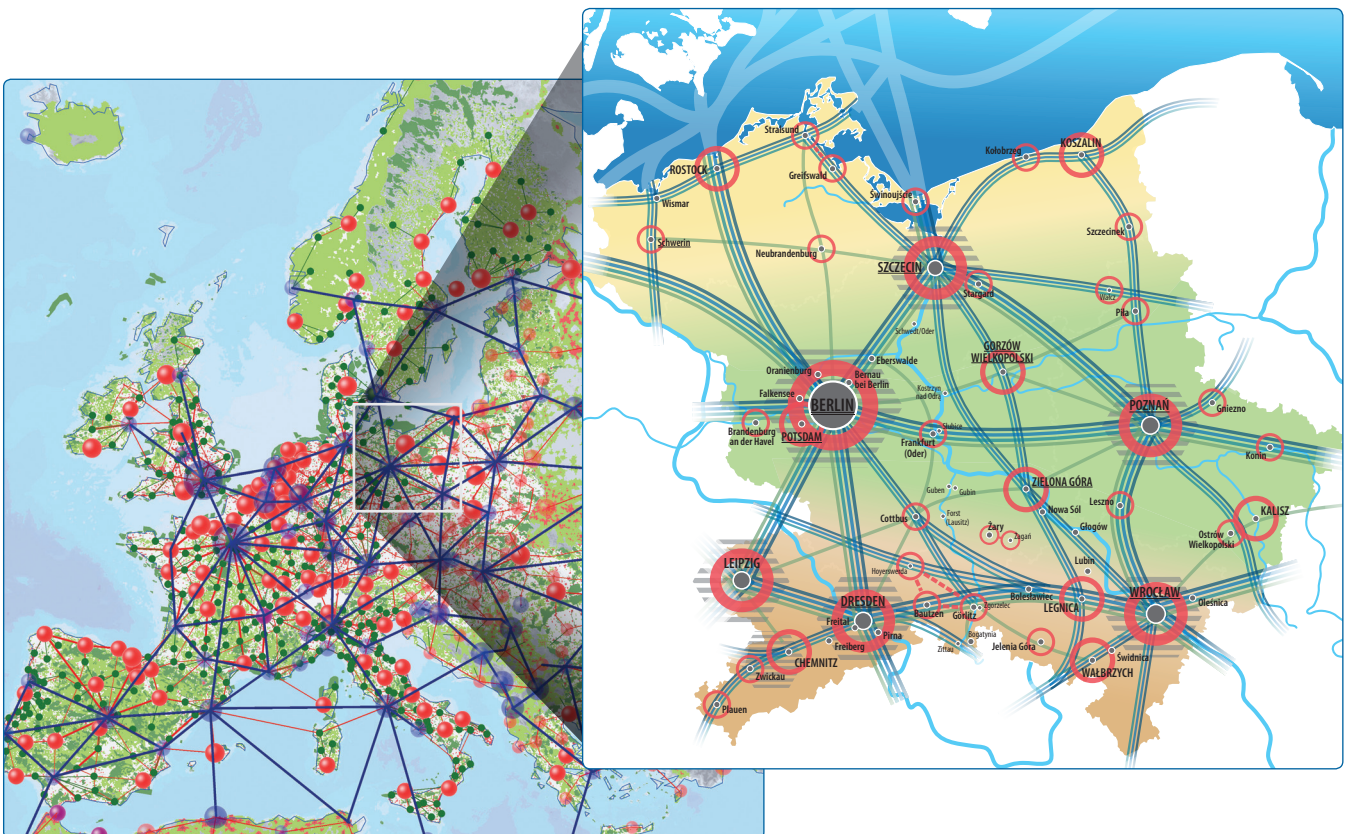 Stralsund
KOSZALIN
Kołobrzeg
ROSTOCK
Greifswald
Świnoujście
Wismar
Szczecinek
Schwerin
Neubrandenburg
SZCZECIN
Stargard
Wałcz
Piła
Schwedt/Oder
GORZÓW
WIELKOPOLSKI
Eberswalde
Oranienburg
Bernau
bei Berlin
Falkensee
Kostrzyn
nad Odrą
BERLIN
POZNAŃ
Gniezno
Brandenburg
an der Havel
POTSDAM
Słubice
Frankfurt
(Oder)
Konin
ZIELONA GÓRA
Guben
Gubin
Leszno
Nowa Sól
KALISZ
Cottbus
Forst
(Lausitz)
Żary
Żagań
Głogów
Ostrów
Wielkopolski
LEIPZIG
Hoyerswerda
Lubin
Bolesławiec
WROCŁAW
DRESDEN
LEGNICA
Oleśnica
Bautzen
Görlitz
Zgorzelec
Freital
Pirna
Freiberg
Bogatynia
Zittau
Jelenia Góra
Świdnica
CHEMNITZ
WAŁBRZYCH
Zwickau
Plauen